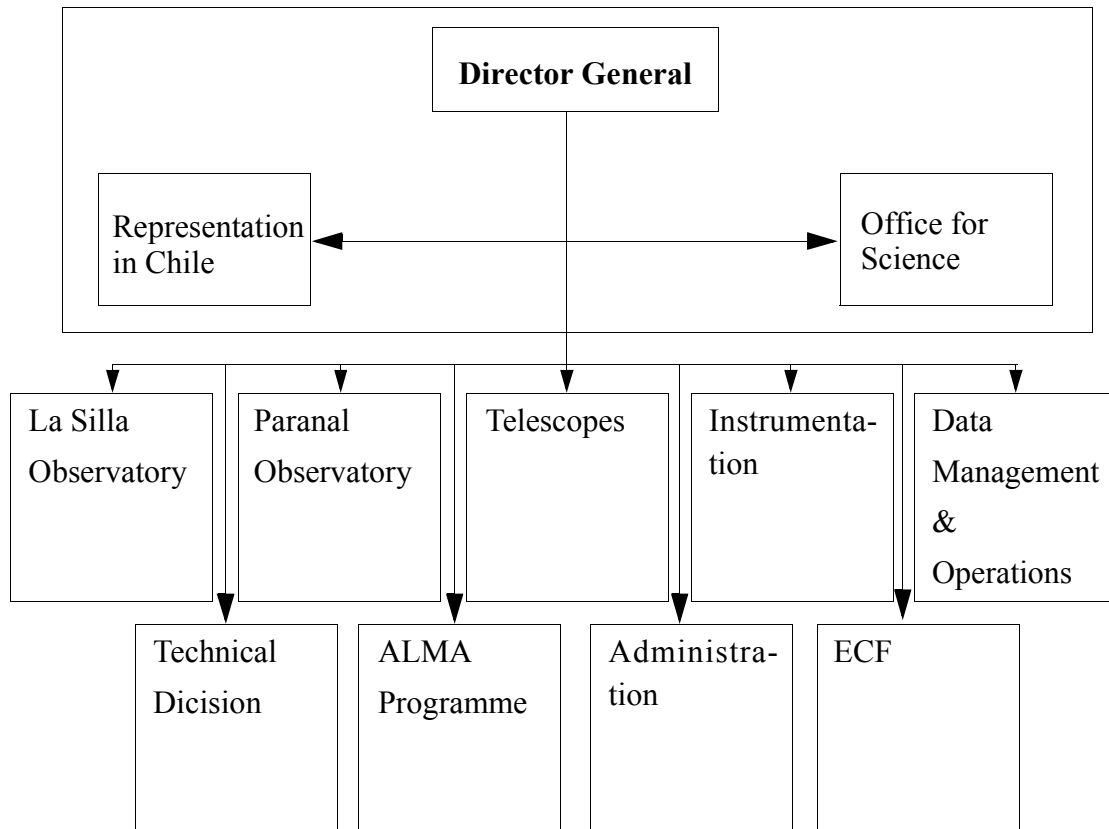 Director General
Representation
in Chile
Office for
Science
La Silla
Observatory
Paranal
Observatory
Telescopes
Instrumenta-
tion
Data
Management
&
Operations
Technical
Dicision
ALMA
Programme
Administra-
tion
ECF